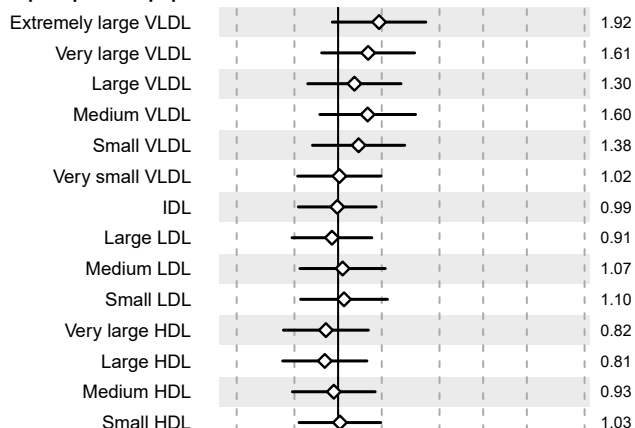 Extremely large VLDL 1.92
Very large VLDL 1.61
Large VLDL 1.30
Medium VLDL 1.60
Small VLDL 1.38
Very small VLDL 1.02
IDL 0.99
Large LDL 0.91
Medium LDL 1.07
Small LDL 1.10
Very large HDL 0.82
Large HDL 0.81
Medium HDL 0.93
Small HDL 1.03